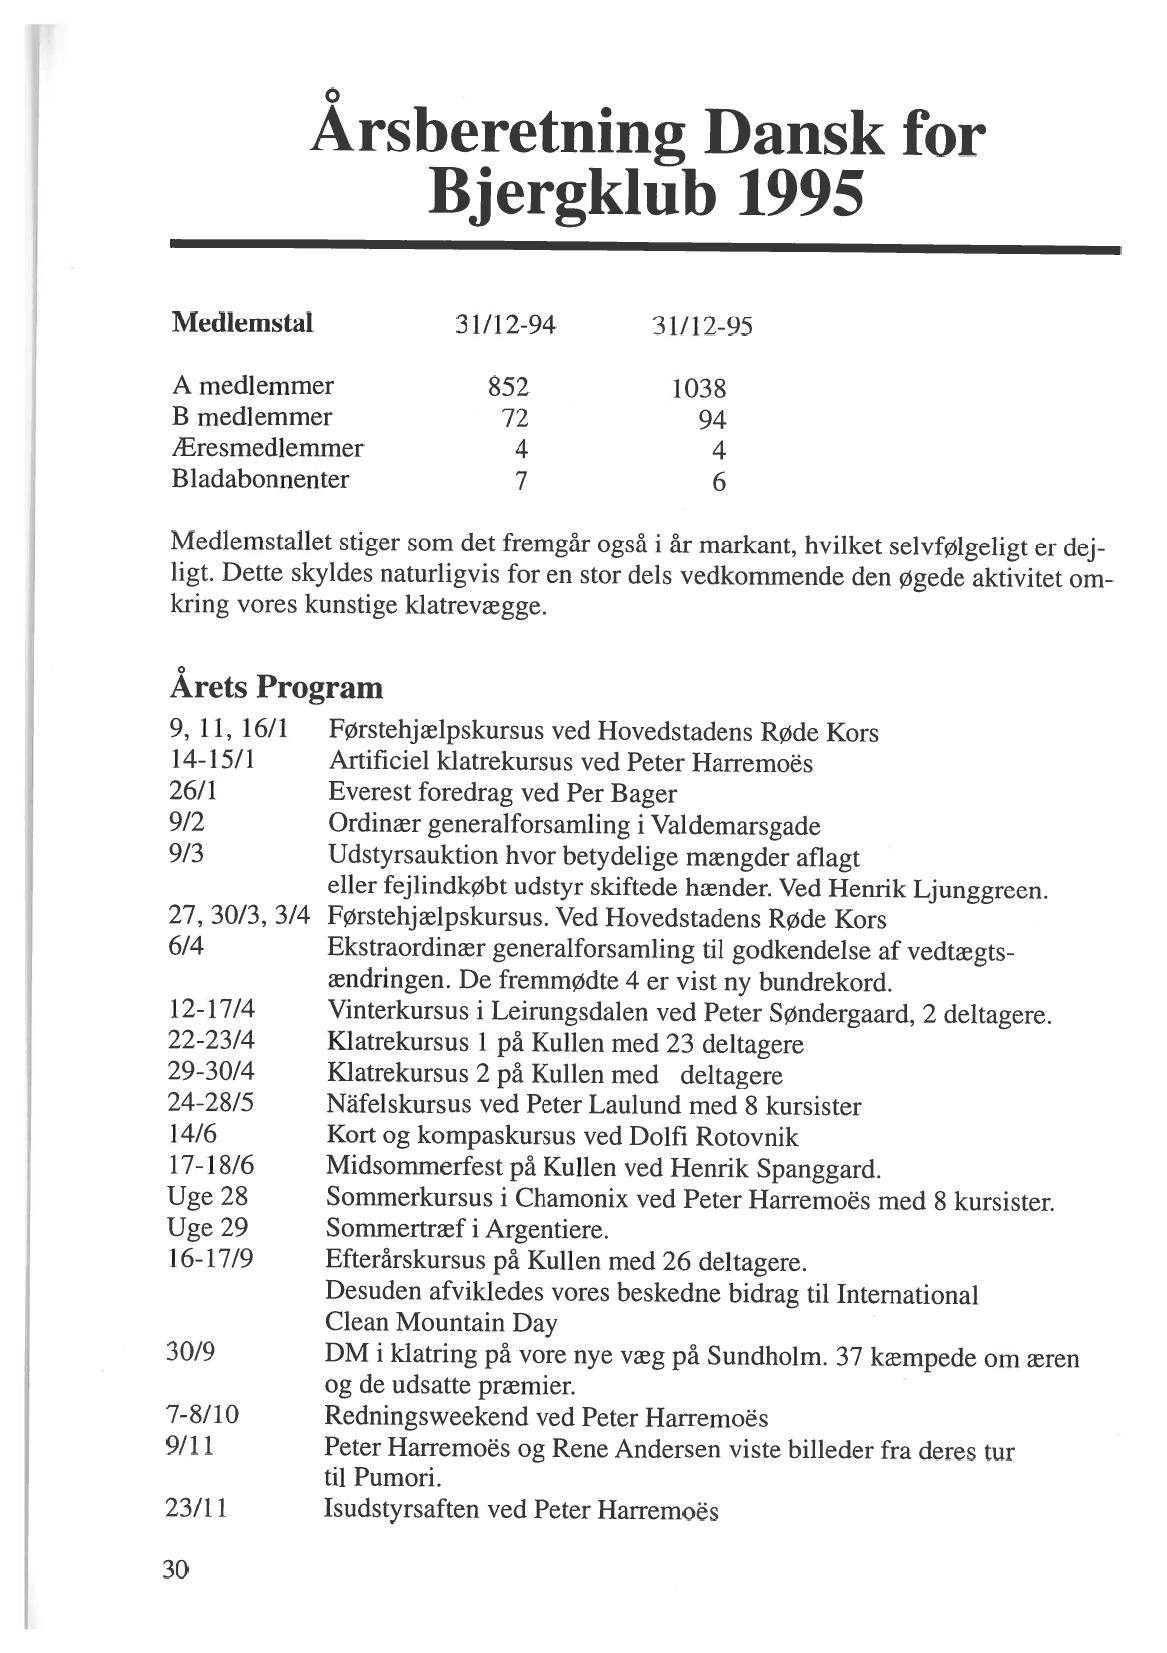 Årsberetning Dansk for
Bjergklub 1995
Medlemstal 31/12-94 31/12-95
A medlemmer 852 1038
B medlemmer 72 94
Æresmedlemmer 4 4
Bladabonnenter 7 6
Medlemstallet stiger som det fremgår også i år markant, hvilket selvfølgeligt er dej-
ligt. Dette skyldes naturligvis for en stor dels vedkommende den øgede aktivitet om-
kring vores kunstige klatrevægge.
Årets Program
9, 11, 16/1 Førstehjælpskursus ved Hovedstadens Røde Kors
14-15/1 Artificiel klatrekursus ved Peter Harremoës
26/1 Everest foredrag ved Per Bager
9/2 Ordinær generalforsamling i Valdemarsgade
9/3 Udstyrsauktion hvor betydelige mængder aflagt
eller fejlindkøbt udstyr skiftede hænder. Ved Henrik Ljunggreen.
27, 30/3, 3/4 Førstehjælpskursus. Ved Hovedstadens Røde Kors
6/4 Ekstraordinær generalforsamling til godkendelse af vedtægts-
ændringen. De fremmødte 4 er vist ny bundrekord.
12-17/4 Vinterkursus i Leirungsdalen ved Peter Søndergaard, 2 deltagere.
22-23/4 Klatrekursus 1 på Kullen med 23 deltagere
29-30/4 Klatrekursus 2 på Kullen med deltagere
24-28/5 Näfelskursus ved Peter Laulund med 8 kursister
14/6 Kort og kompaskursus ved Dolfi Rotovnik
17-18/6 Midsommerfest på Kullen ved Henrik Spanggard.
Uge 28 Sommerkursus i Chamonix ved Peter Harremoës med 8 kursister.
Uge 29 Sommertræf i Argentiere.
16-17/9 Efterårskursus på Kullen med 26 deltagere.
Desuden afvikledes vores beskedne bidrag til International
Clean Mountain Day
30/9 DM i klatring på vore nye væg på Sundholm. 37 kæmpede om æren
og de udsatte præmier.
7-8/10 Redningsweekend ved Peter Harremoës
9/11 Peter Harremoës og Rene Andersen viste billeder fra deres tur
til Pumori.
23/11 Isudstyrsaften ved Peter Harremoës
30